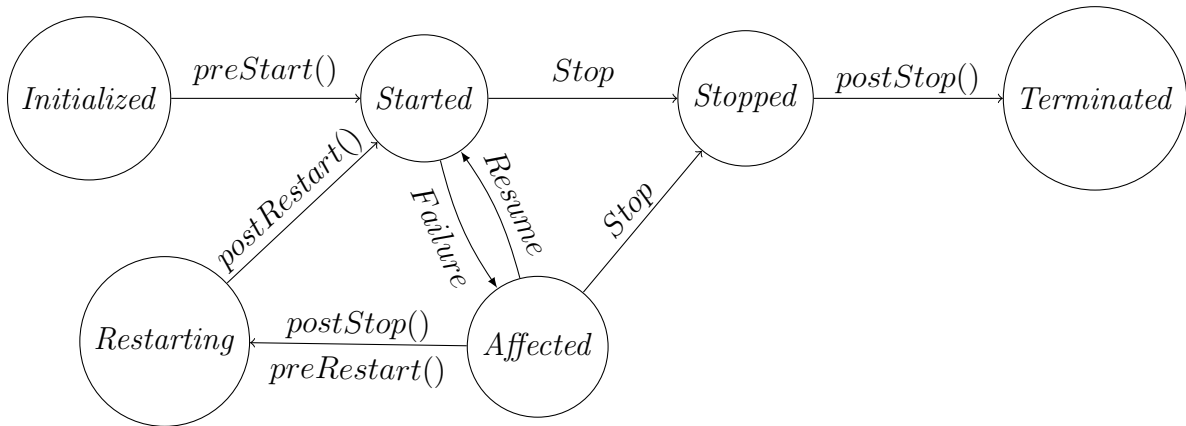 Initialized
preStart()
Started
Stop
Stopped
postStop()
Terminated
postRestart()
Failure
Resume
Stop
Restarting
postStop()
preRestart()
Affected